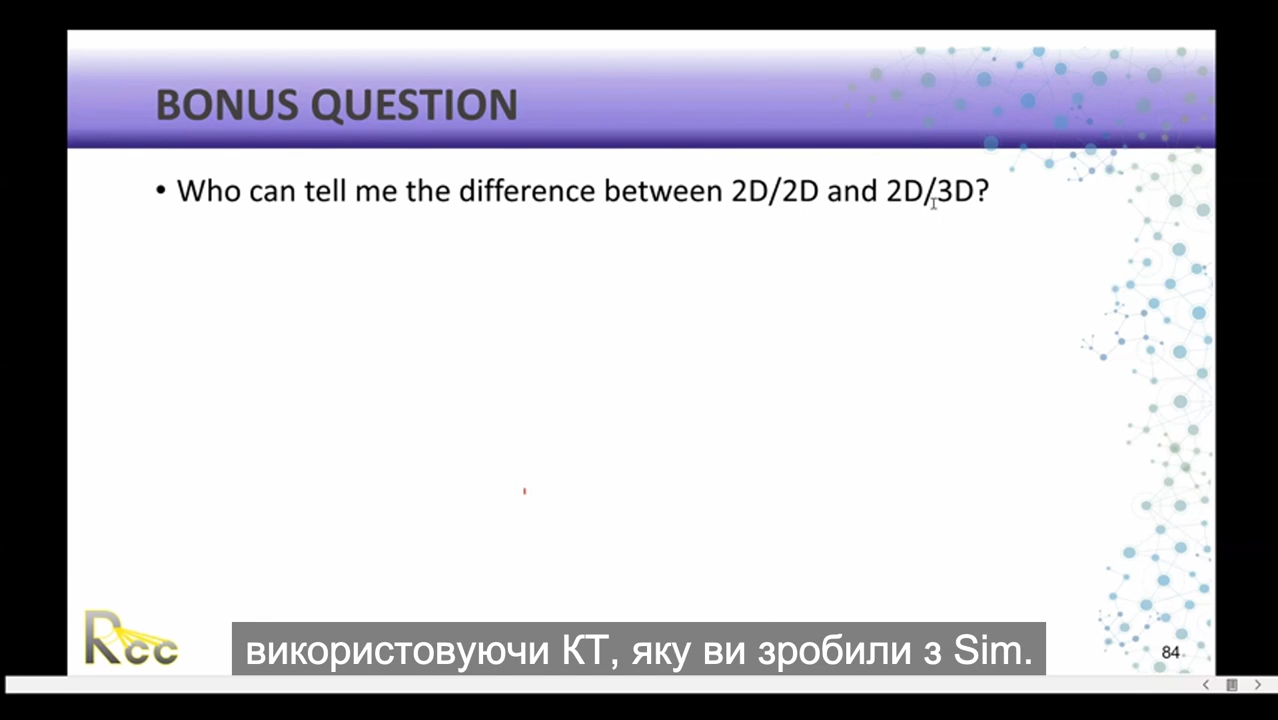 BONUS QUESTION
• Who can tell me the difference between 2D/2D and 2D/3D?
Rcc
використовуючи КТ, яку ви зробили з Sim.
84